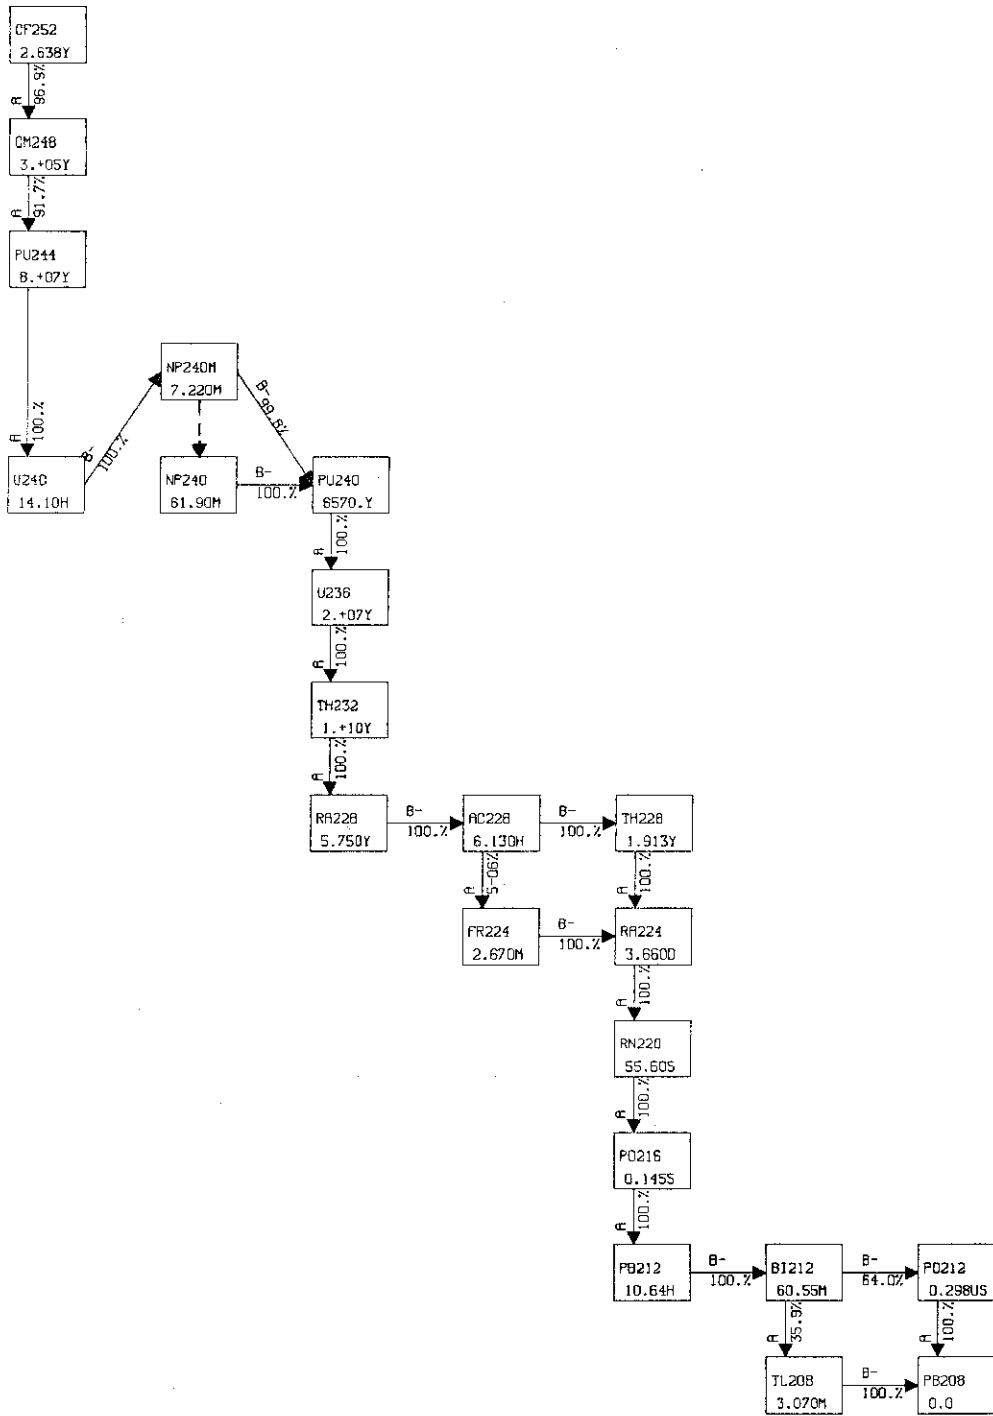 CF252
2.638Y
A
96.9%
CM248
3.+05Y
A
91.7%
PU244
8.+07Y
A
100.%
NP240M
7.220M
B-
99.8%
B-
100.%
U240
14.10H
NP240
61.90M
B-
100.%
PU240
6570.Y
A
100.%
U236
2.+07Y
A
100.%
TH232
1.+10Y
A
100.%
RA228
5.750Y
B-
100.%
AC228
6.130H
B-
100.%
TH228
1.913Y
A
5-06%
A
100.%
FR224
2.670M
B-
100.%
RA224
3.660D
A
100.%
RN220
55.60S
A
100.%
PO216
0.145S
A
100.%
PB212
10.64H
B-
100.%
BI212
60.55M
B-
64.0%
PO212
0.298US
A
35.9%
A
100.%
TL208
3.070M
B-
100.%
PB208
0.0